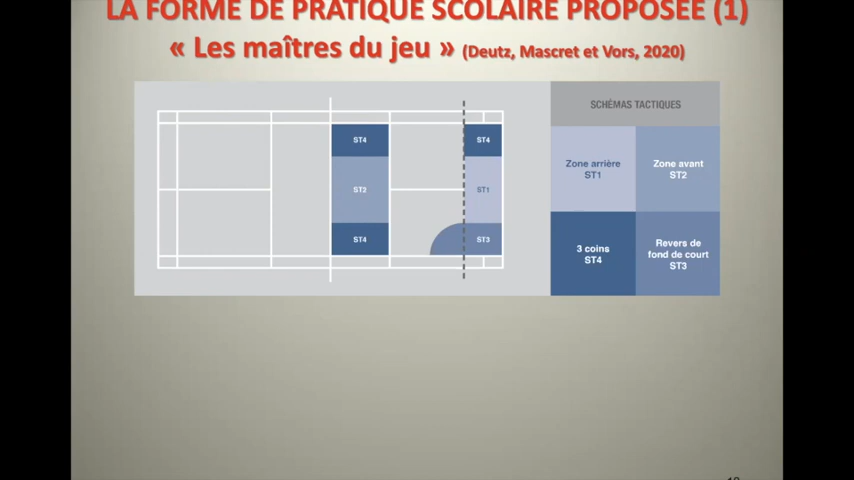 LA FORME DE PRATIQUE SCOLAIRE PROPOSÉE (1)
« Les maîtres du jeu » (Deutz, Mascret et Vors, 2020)
SCHÉMAS TACTIQUES
ST4
ST4
ST2
ST1
ST4
ST3
Zone arrière
ST1
Zone avant
ST2
3 coins
ST4
Revers de
fond de court
ST3